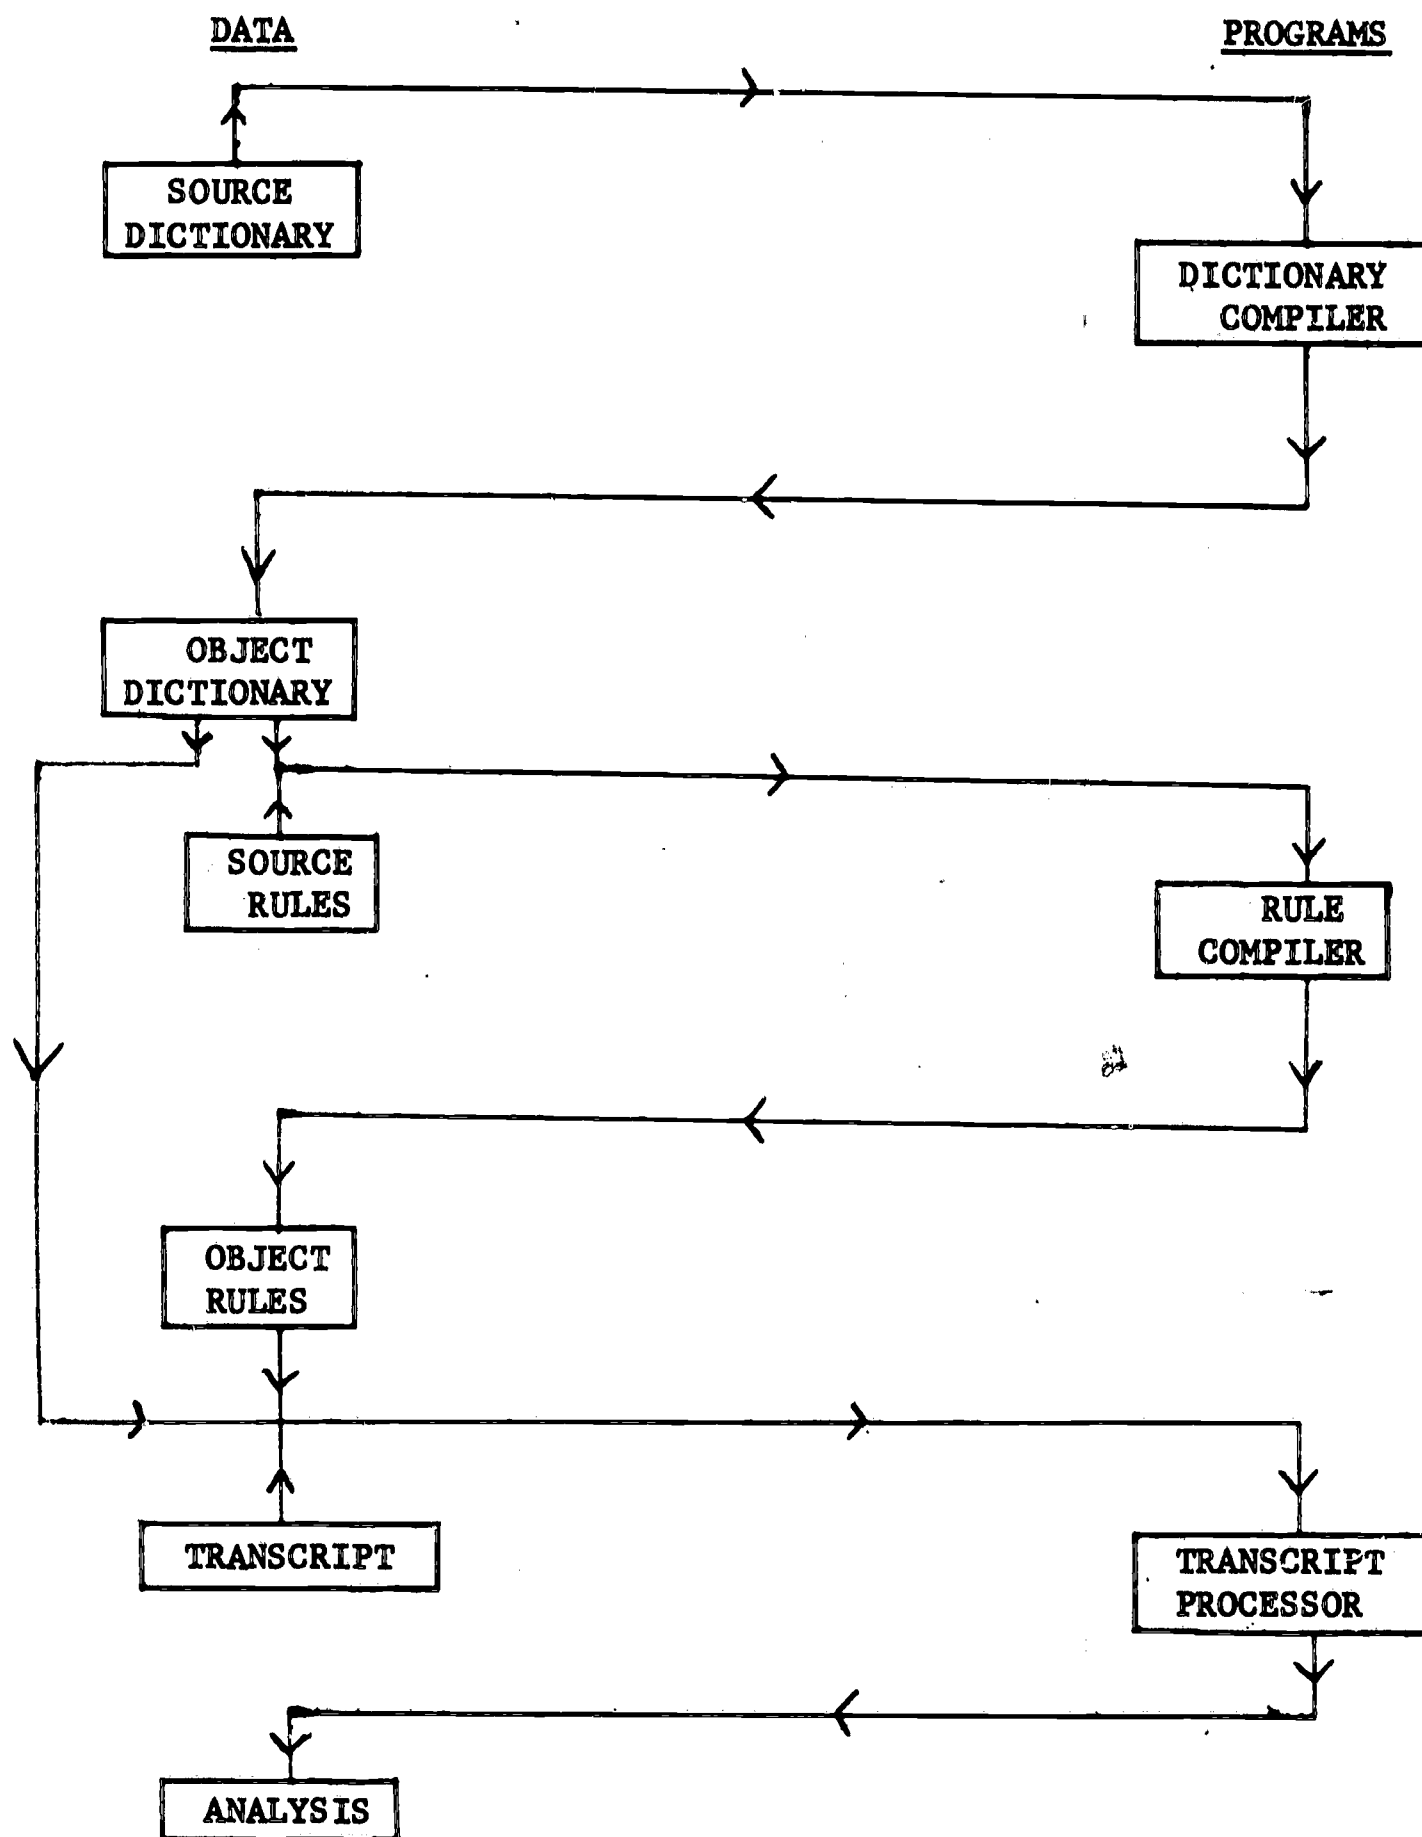 DATA
PROGRAMS
SOURCE
DICTIONARY
DICTIONARY
COMPILER
OBJECT
DICTIONARY
SOURCE
RULES
RULE
COMPILER
OBJECT
RULES
TRANSCRIPT
TRANSCRIPT
PROCESSOR
ANALYSIS